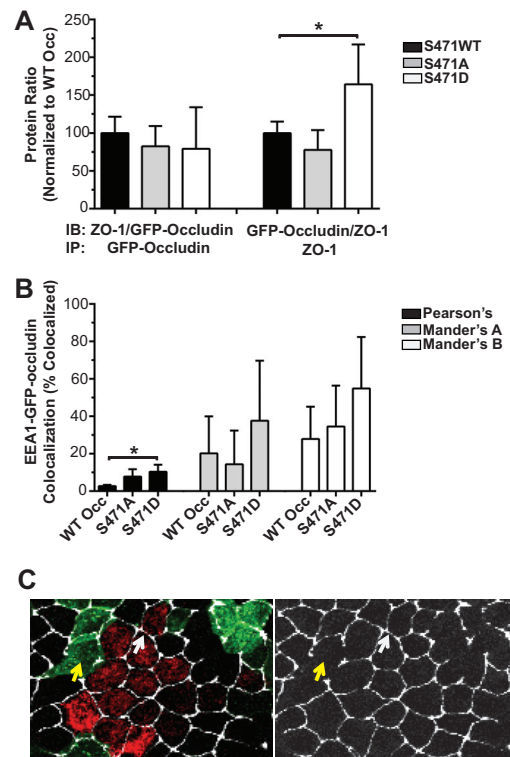 A
Protein Ratio
(Normalized to WT Occ)
250
200
150
100
50
0
*
S471WT
S471A
S471D
IB: ZO-1/GFP-Occludin GFP-Occludin/ZO-1
IP: GFP-Occludin ZO-1
B
EEA1-GFP-occludin
Colocalization (% Colocalized)
100
80
60
40
20
0
*
Pearson's
Mander's A
Mander's B
WT Occ S471A S471D WT Occ S471A S471D WT Occ S471A S471D
C